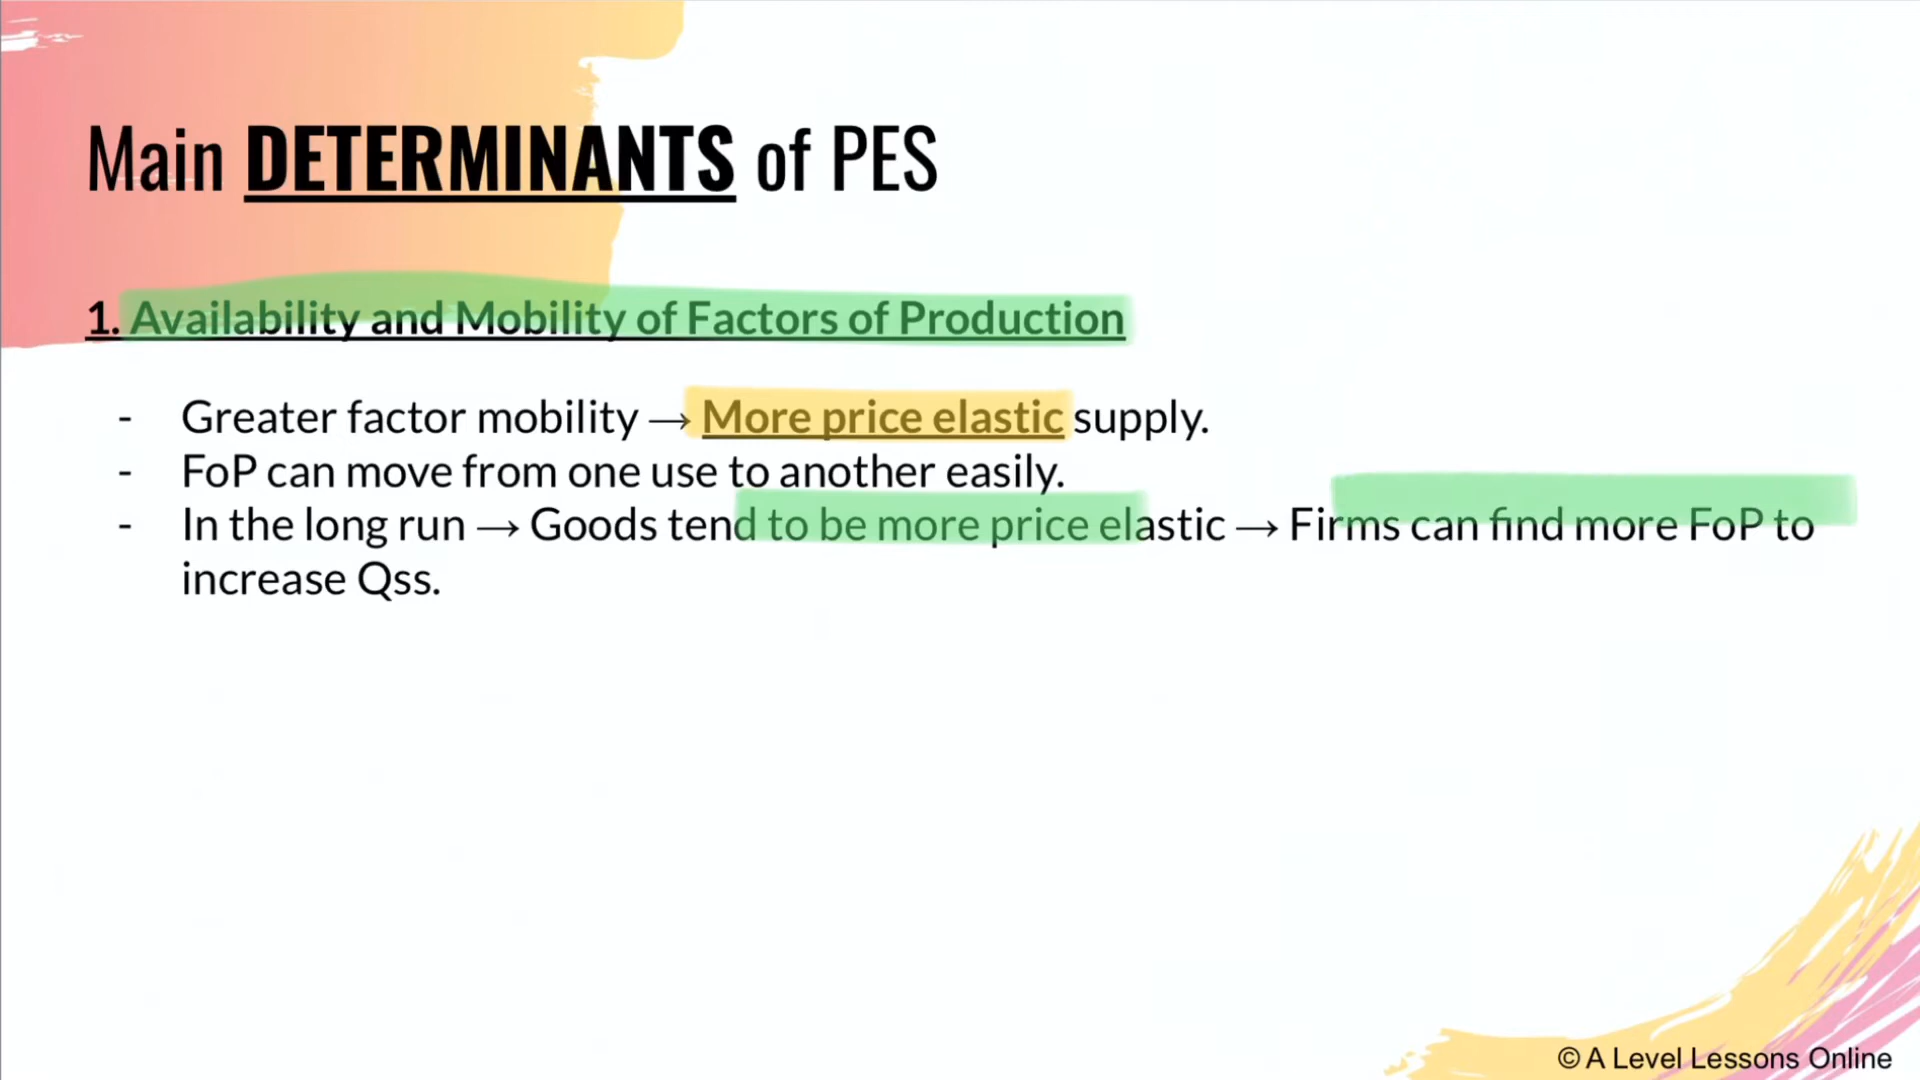 Main DETERMINANTS of PES
1. Availability and Mobility of Factors of Production
- Greater factor mobility → More price elastic supply.
- FoP can move from one use to another easily.
- In the long run → Goods tend to be more price elastic → Firms can find more FoP to
increase Qss.
© A Level Lessons Online